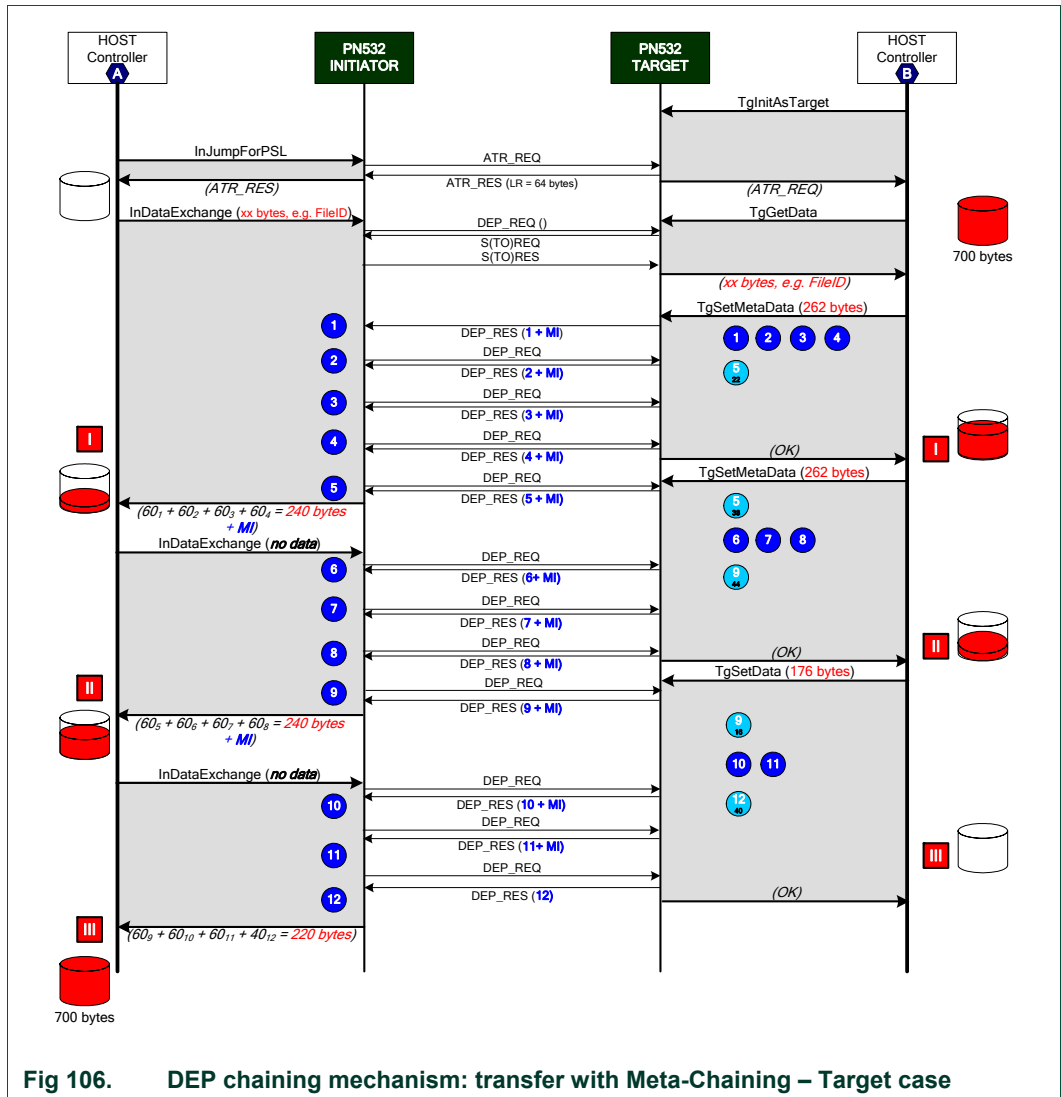 HOST
Controller
A
PN532
INITIATOR
PN532
TARGET
HOST
Controller
B
TgInitAsTarget
InJumpForPSL
ATR_REQ
(ATR_RES)
ATR_RES (LR = 64 bytes)
(ATR_REQ)
InDataExchange (xx bytes, e.g. FileID)
TgGetData
DEP_REQ ()
S(TO)REQ
S(TO)RES
700 bytes
(xx bytes, e.g. FileID)
TgSetMetaData (262 bytes)
1
DEP_RES (1 + MI)
1 2 3 4
DEP_REQ
2
DEP_RES (2 + MI)
5
22
DEP_REQ
3
DEP_RES (3 + MI)
I
4
DEP_REQ
DEP_RES (4 + MI)
(OK)
I
TgSetMetaData (262 bytes)
5
DEP_REQ
DEP_RES (5 + MI)
5
38
(60₁ + 60₂ + 60₃ + 60₄ = 240 bytes
+ MI)
InDataExchange (no data)
6 7 8
DEP_REQ
6
DEP_RES (6+ MI)
9
44
DEP_REQ
7
DEP_RES (7 + MI)
DEP_REQ
8
DEP_RES (8 + MI)
(OK)
II
TgSetData (176 bytes)
II
9
DEP_REQ
DEP_RES (9 + MI)
(60₅ + 60₆ + 60₇ + 60₈ = 240 bytes
+ MI)
9
16
InDataExchange (no data)
10 11
DEP_REQ
10
DEP_RES (10 + MI)
12
40
DEP_REQ
11
DEP_RES (11+ MI)
III
DEP_REQ
12
DEP_RES (12)
(OK)
III
(60₉ + 60₁₀ + 60₁₁ + 40₁₂ = 220 bytes)
700 bytes
Fig 106. DEP chaining mechanism: transfer with Meta-Chaining – Target case